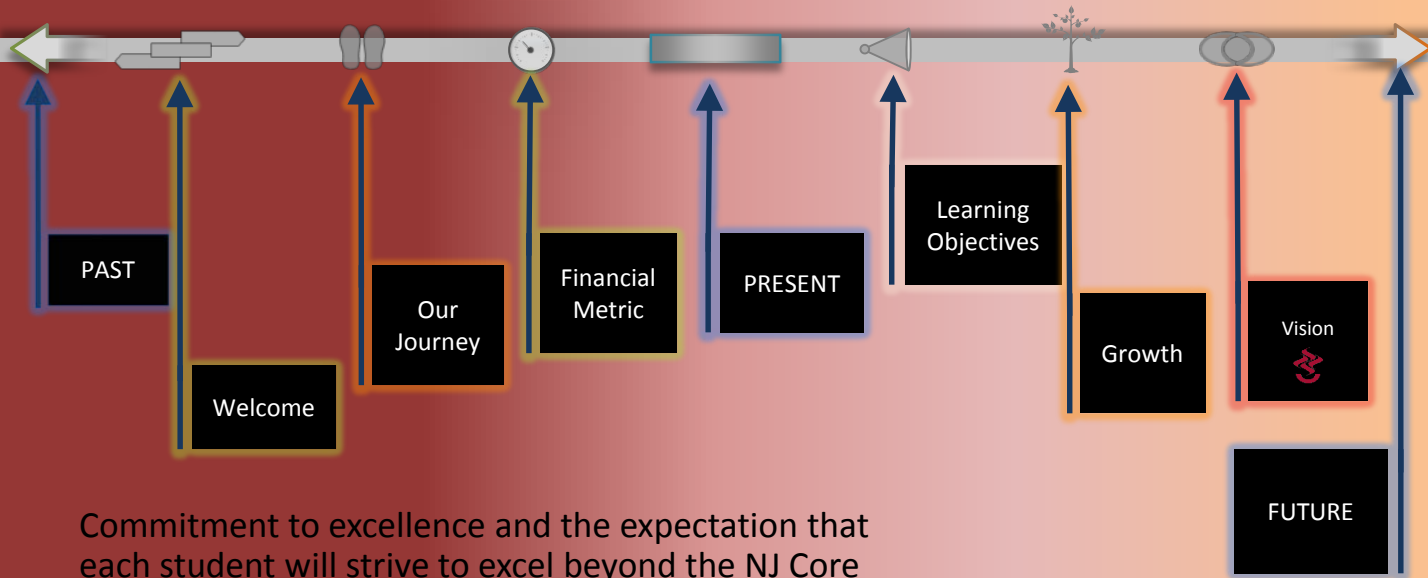 PAST
Welcome
Our
Journey
Financial
Metric
PRESENT
Learning
Objectives
Growth
Vision
FUTURE
Commitment to excellence and the expectation that
each student will strive to excel beyond the NJ Core